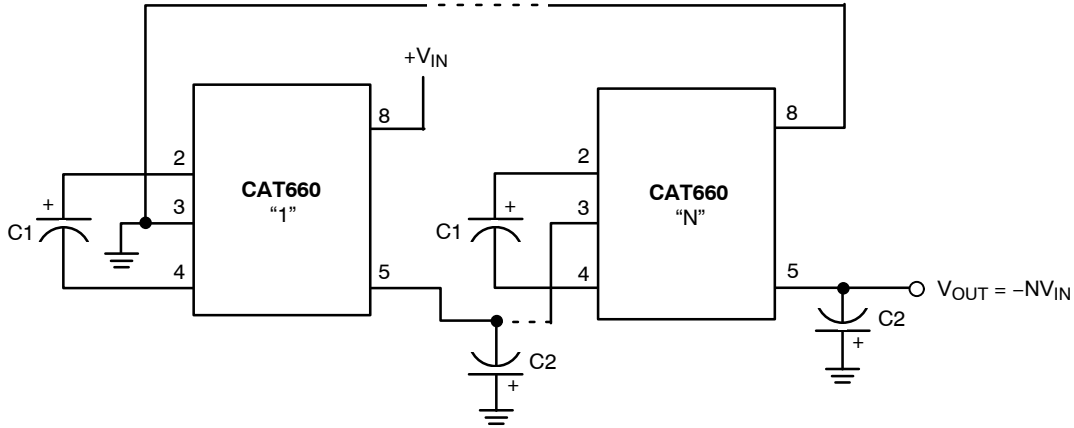 +VIN
8
8
2
CAT660
"1"
2
CAT660
"N"
+
3
C1
4
5
+
3
C1
4
5
VOUT = –NVIN
C2
+
C2
+